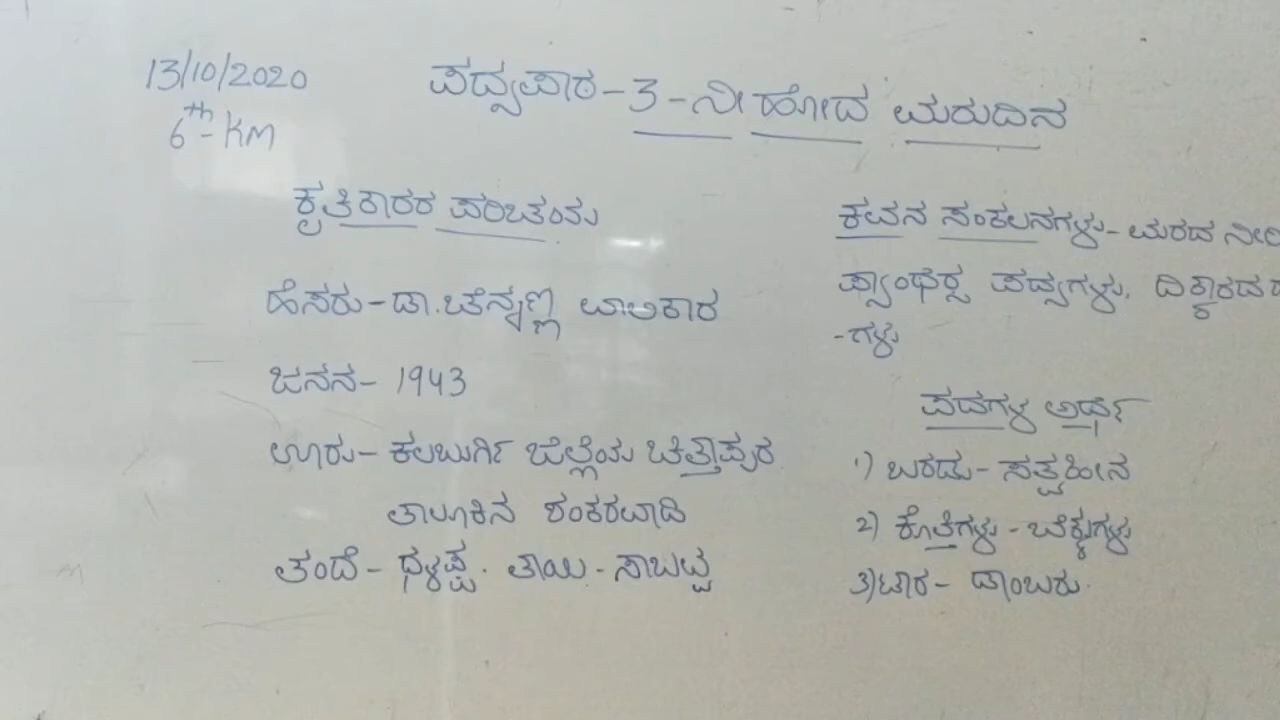 13/10/2020
6th-KM
ಪದ್ಯಪಾಠ-3-ನೀ ಹೋದ ಮರುದಿನ
ಕೃತಿಕಾರರ ಪರಿಚಯ
ಹೆಸರು-ಡಾ.ಚೆನ್ನಣ್ಣ ವಾಲಿಕಾರ
ಜನನ- 1943
ಊರು- ಕಲಬುರ್ಗಿ ಜಿಲ್ಲೆಯ ಚಿತ್ತಾಪುರ
ತಾಲೂಕಿನ ಶಂಕರವಾಡಿ
ತಂದೆ- ಧೂಳಪ್ಪ. ತಾಯಿ-ಸಾಬವ್ವ
ಕವನ ಸಂಕಲನಗಳು- ಮರದ ನೀರಿ
ಪ್ಯಾಂಥರ್ಸ್ ಪದ್ಯಗಳು, ಧಿಕ್ಕಾರದ ಹ
-ಗಳು
ಪದಗಳ ಅರ್ಥ
1) ಬರಡು- ಸತ್ವಹೀನ
2) ಕೊತ್ತಿಗಳು-ಬೆಕ್ಕುಗಳು
3) ಟಾರ- ಡಾಂಬರು.